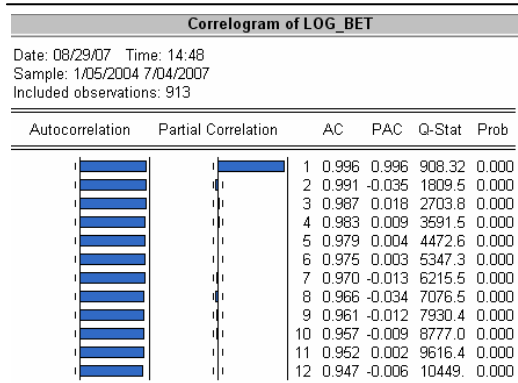 Correlogram of LOG_BET
Date: 08/29/07 Time: 14:48
Sample: 1/05/2004 7/04/2007
Included observations: 913
Autocorrelation Partial Correlation AC PAC Q-Stat Prob
1 0.996 0.996 908.32 0.000
2 0.991 -0.035 1809.5 0.000
3 0.987 0.018 2703.8 0.000
4 0.983 0.009 3591.5 0.000
5 0.979 0.004 4472.6 0.000
6 0.975 0.003 5347.3 0.000
7 0.970 -0.013 6215.5 0.000
8 0.966 -0.034 7076.5 0.000
9 0.961 -0.012 7930.4 0.000
10 0.957 -0.009 8777.0 0.000
11 0.952 0.002 9616.4 0.000
12 0.947 -0.006 10449. 0.000